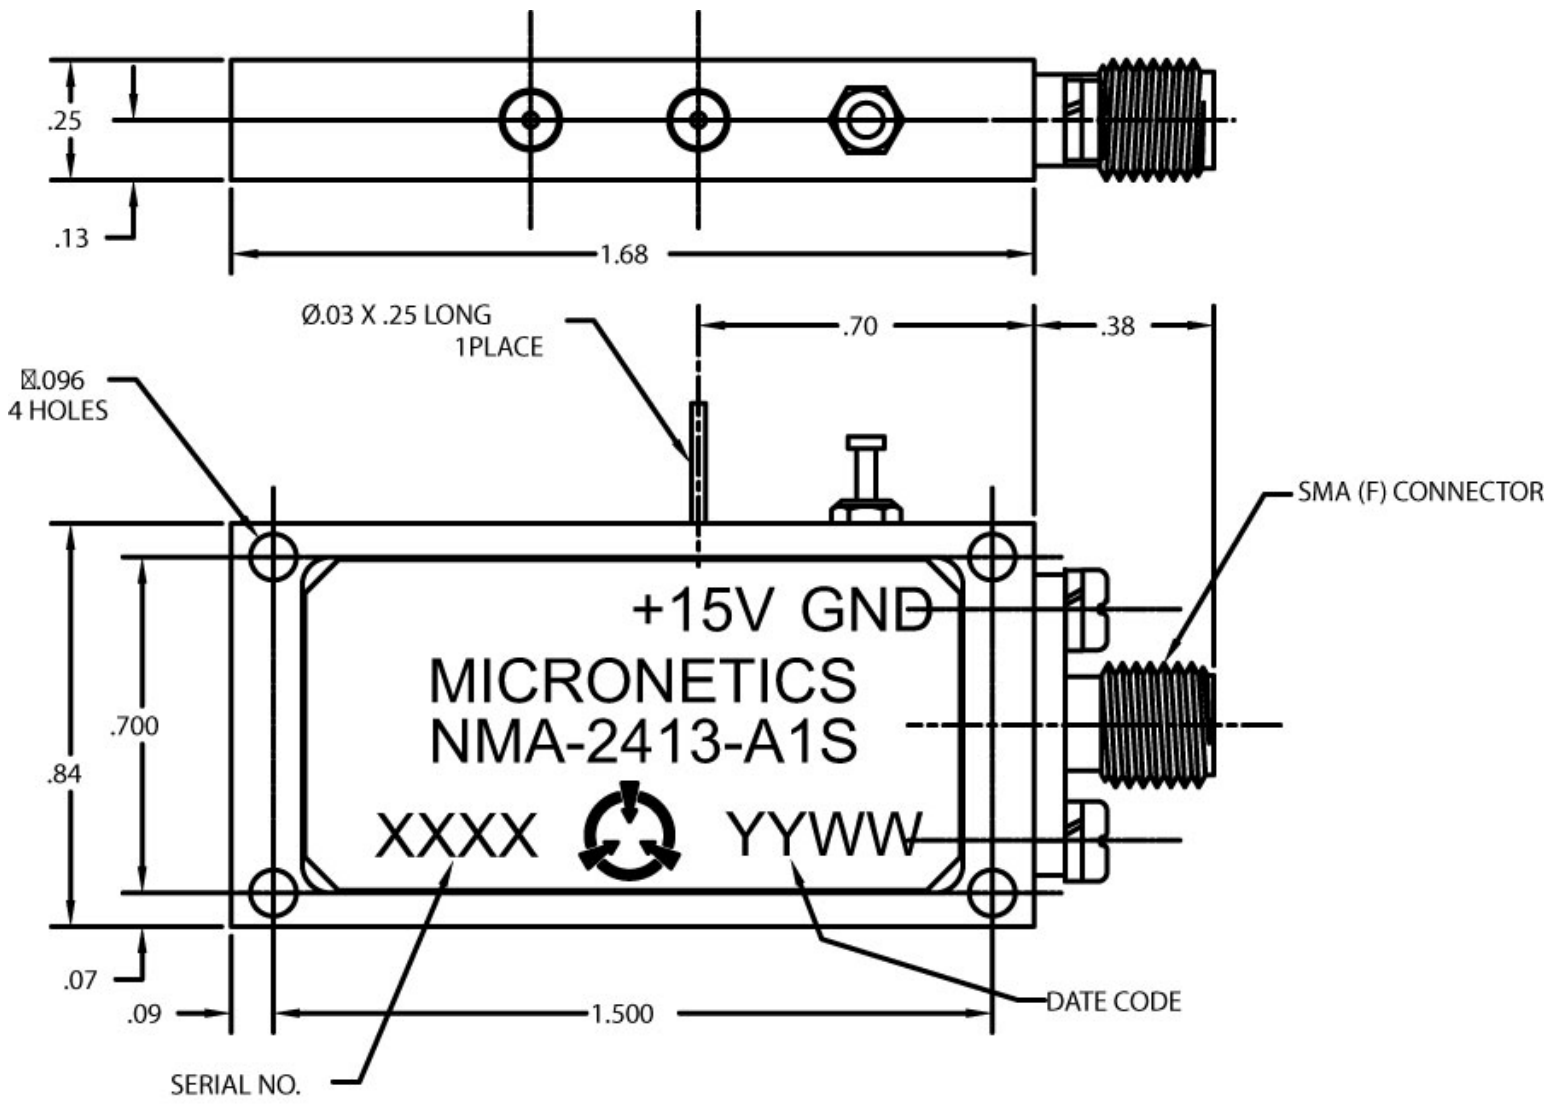 .25
.13
1.68
Ø.03 X .25 LONG
1PLACE
.70
.38
.096
4 HOLES
SMA (F) CONNECTOR
+15V GND
MICRONETICS
NMA-2413-A1S
.700
.84
XXXX
YYWW
.07
.09
1.500
DATE CODE
SERIAL NO.